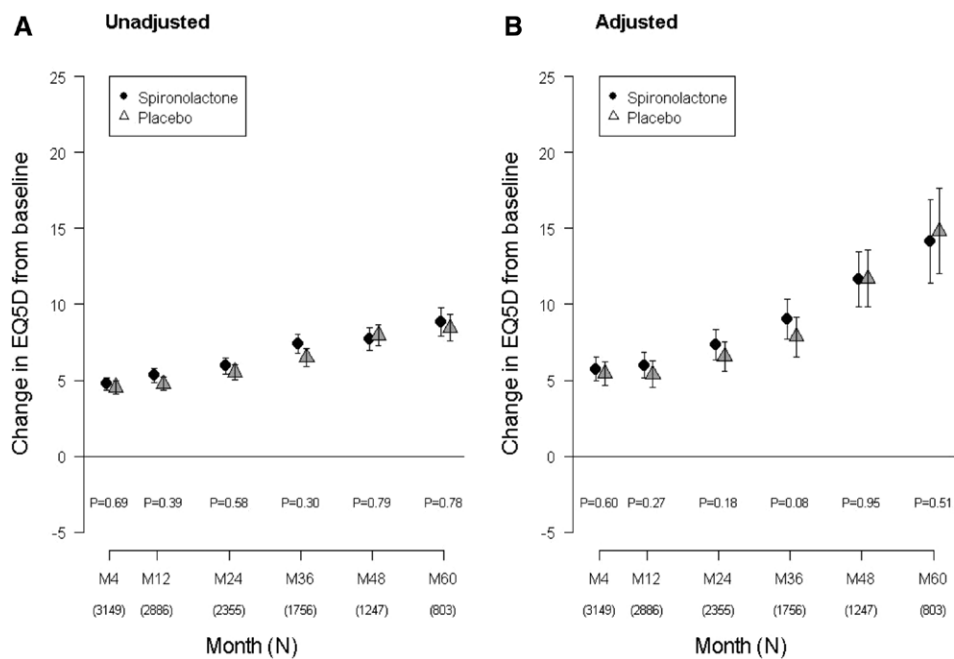 A Unadjusted
Spironolactone
Placebo
Change in EQ5D from baseline
25
20
15
10
5
0
-5
P=0.69 P=0.39 P=0.58 P=0.30 P=0.79 P=0.78
M4 M12 M24 M36 M48 M60
(3149) (2886) (2355) (1756) (1247) (803)
Month (N)
B Adjusted
Spironolactone
Placebo
Change in EQ5D from baseline
25
20
15
10
5
0
-5
P=0.60 P=0.27 P=0.18 P=0.08 P=0.95 P=0.51
M4 M12 M24 M36 M48 M60
(3149) (2886) (2355) (1756) (1247) (803)
Month (N)